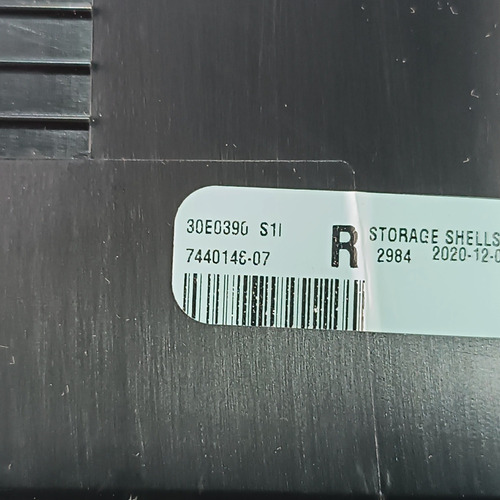 30E0390 S1I
R
STORAGE SHELLS
7440146-07
2984 2020-12-0